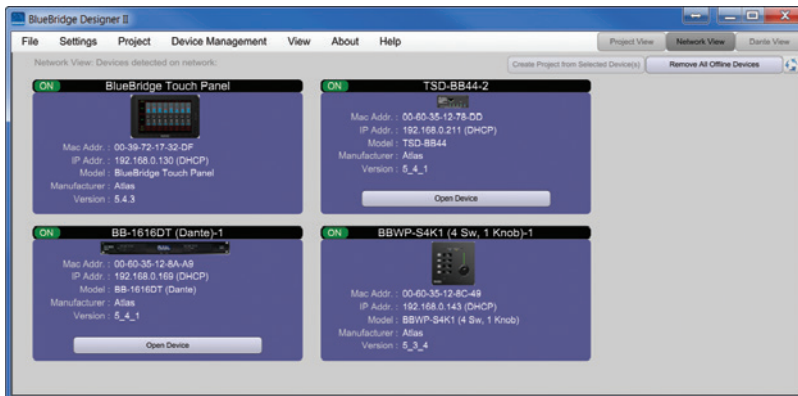 BlueBridge Designer II
File Settings Project Device Management View About Help Project View Network View Dante View
Network View: Devices detected on network: Create Project from Selected Device(s) Remove All Offline Devices
ON BlueBridge Touch Panel
Mac Addr. : 00-39-72-17-32-DF
IP Addr. : 192.168.0.130 (DHCP)
Model : BlueBridge Touch Panel
Manufacturer : Atlas
Version : 5.4.3
ON TSD-BB44-2
Mac Addr. : 00-60-35-12-78-DD
IP Addr. : 192.168.0.211 (DHCP)
Model : TSD-BB44
Manufacturer : Atlas
Version : 5_4_1
Open Device
ON BB-1616DT (Dante)-1
Mac Addr. : 00-60-35-12-8A-A9
IP Addr. : 192.168.0.169 (DHCP)
Model : BB-1616DT (Dante)
Manufacturer : Atlas
Version : 5_4_1
Open Device
ON BBWP-S4K1 (4 Sw, 1 Knob)-1
Mac Addr. : 00-60-35-12-8C-49
IP Addr. : 192.168.0.143 (DHCP)
Model : BBWP-S4K1 (4 Sw, 1 Knob)
Manufacturer : Atlas
Version : 5_3_4